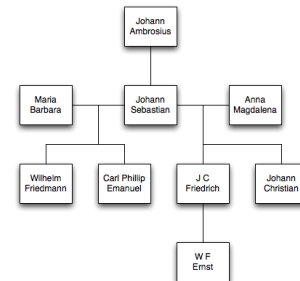 Johann
Ambrosius
Maria
Barbara
Johann
Sebastian
Anna
Magdalena
Wilhelm
Friedmann
Carl Phillip
Emanuel
J C
Friedrich
Johann
Christian
W F
Ernst